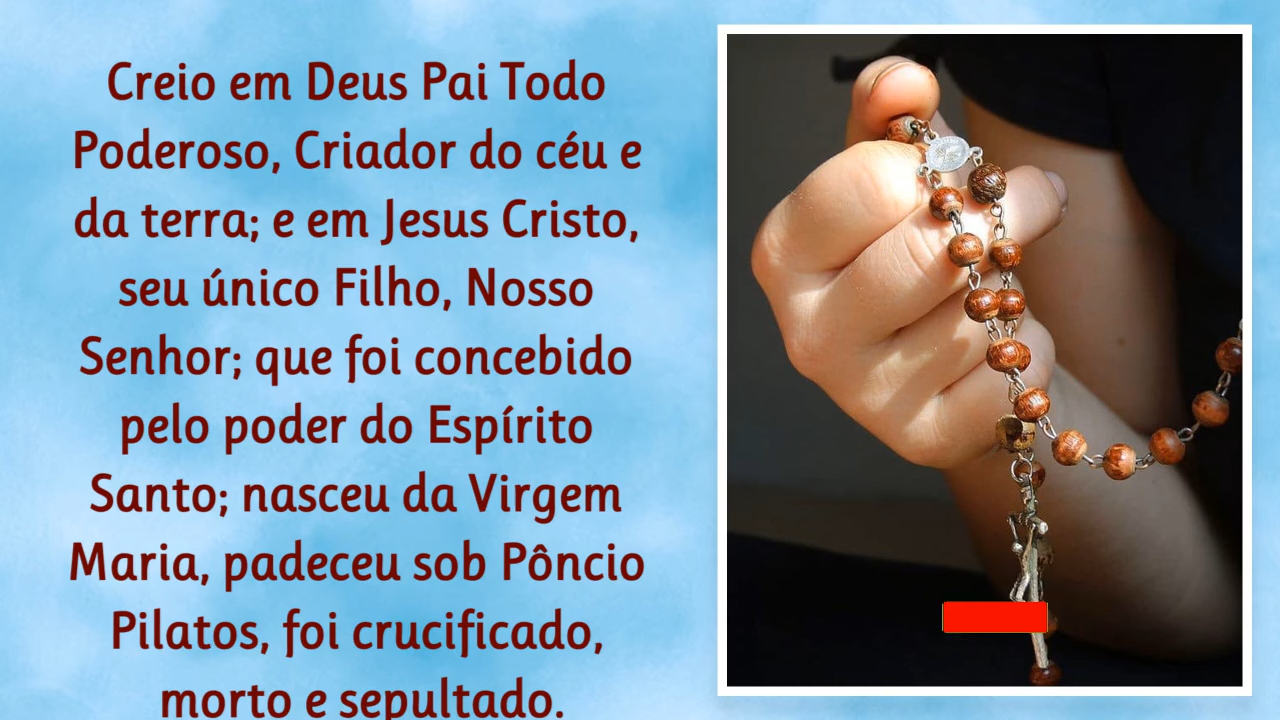 Creio em Deus Pai Todo
Poderoso, Criador do céu e
da terra; e em Jesus Cristo,
seu único Filho, Nosso
Senhor; que foi concebido
pelo poder do Espírito
Santo; nasceu da Virgem
Maria, padeceu sob Pôncio
Pilatos, foi crucificado,
morto e sepultado.